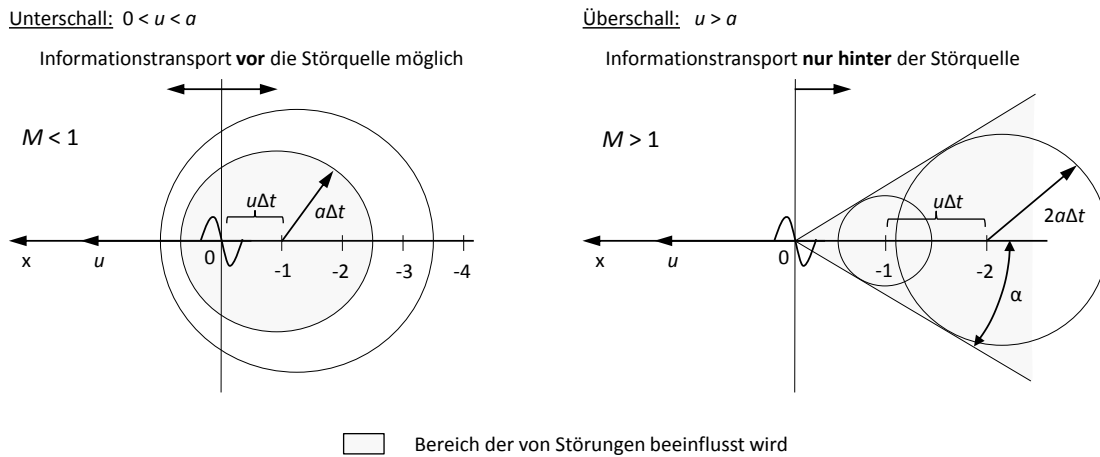 Unterschall: 0 < u < a
Informationstransport vor die Störquelle möglich
M < 1
uΔt
aΔt
x
u
0
-1
-2
-3
-4
Überschall: u > a
Informationstransport nur hinter der Störquelle
M > 1
uΔt
2aΔt
x
u
0
-1
-2
α
Bereich der von Störungen beeinflusst wird